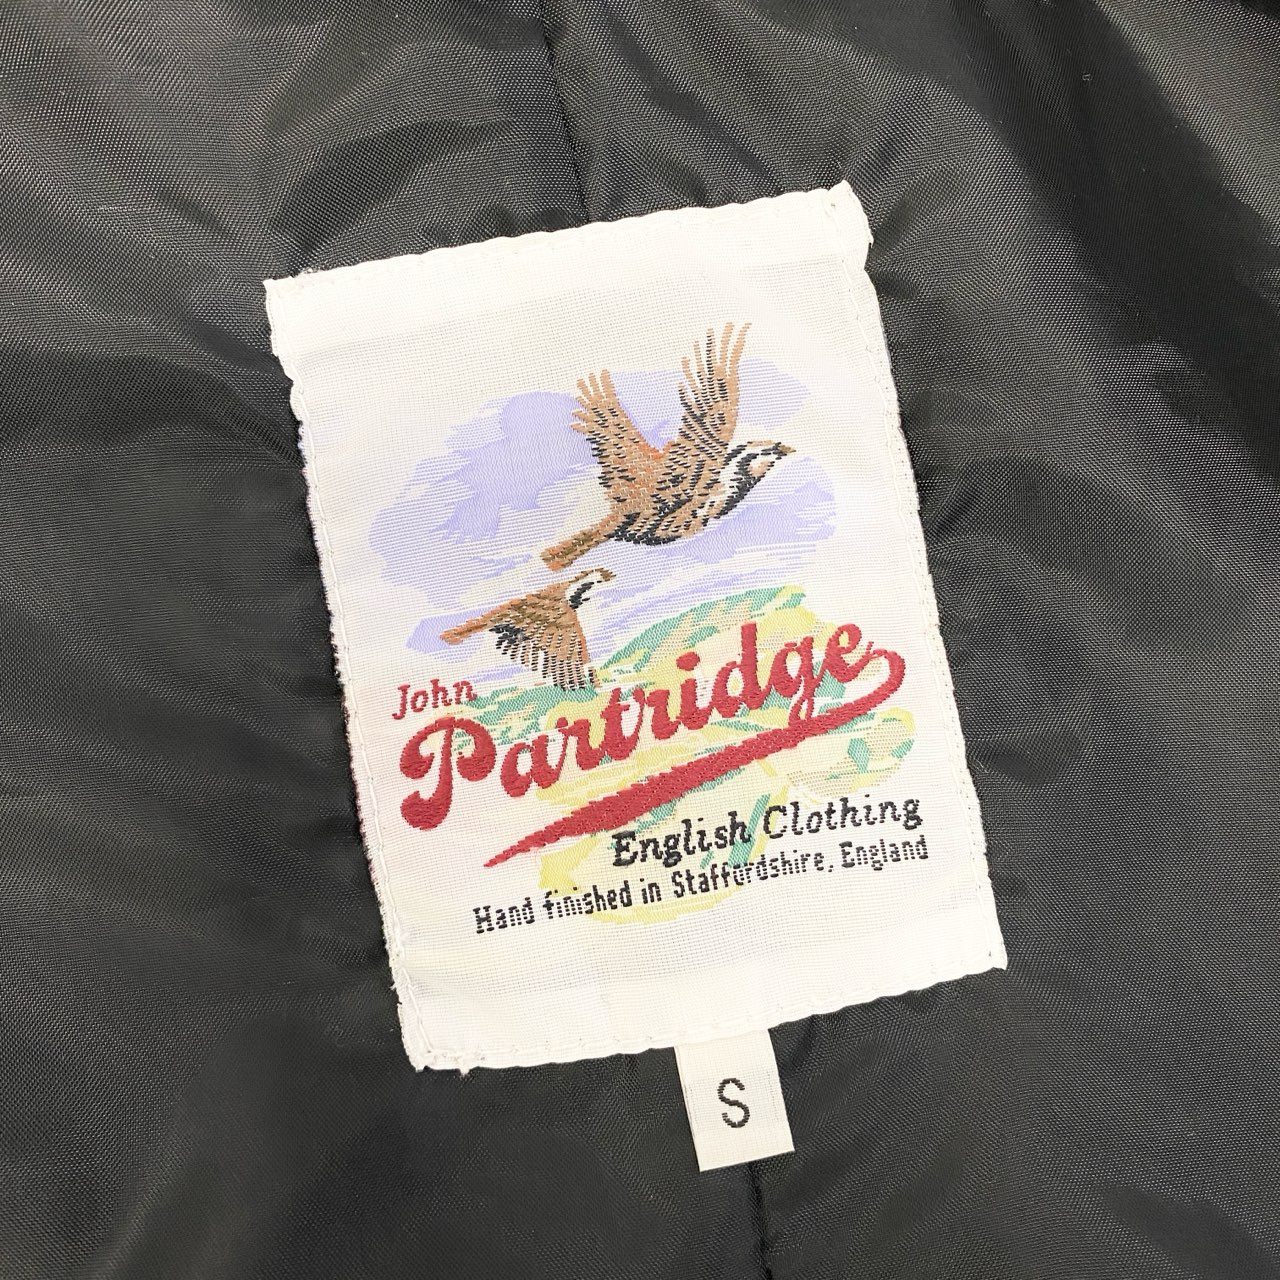 John
Partridge
English Clothing
Hand finished in Staffordshire, England
S